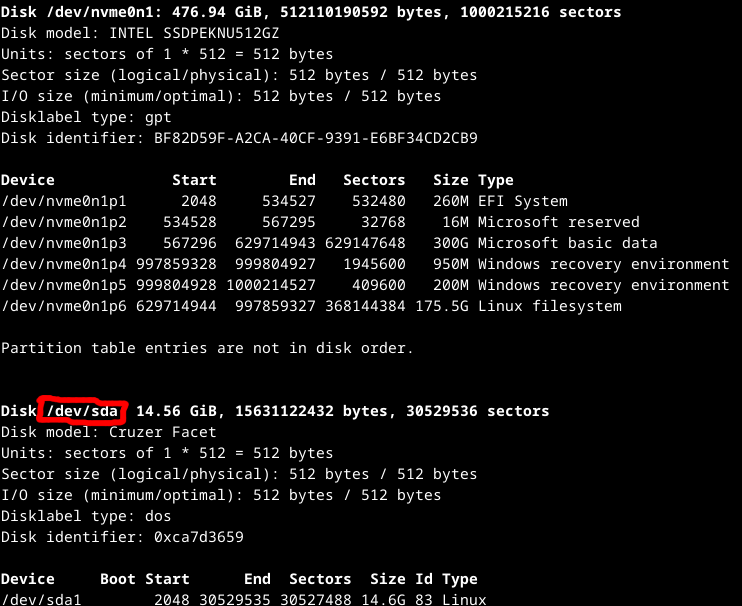 Disk /dev/nvme0n1: 476.94 GiB, 512110190592 bytes, 1000215216 sectors
Disk model: INTEL SSDPEKNU512GZ
Units: sectors of 1 * 512 = 512 bytes
Sector size (logical/physical): 512 bytes / 512 bytes
I/O size (minimum/optimal): 512 bytes / 512 bytes
Disklabel type: gpt
Disk identifier: BF82D59F-A2CA-40CF-9391-E6BF34CD2CB9
Device Start End Sectors Size Type
/dev/nvme0n1p1 2048 534527 532480 260M EFI System
/dev/nvme0n1p2 534528 567295 32768 16M Microsoft reserved
/dev/nvme0n1p3 567296 629714943 629147648 300G Microsoft basic data
/dev/nvme0n1p4 997859328 999804927 1945600 950M Windows recovery environment
/dev/nvme0n1p5 999804928 1000214527 409600 200M Windows recovery environment
/dev/nvme0n1p6 629714944 997859327 368144384 175.5G Linux filesystem
Partition table entries are not in disk order.
Disk /dev/sda 14.56 GiB, 15631122432 bytes, 30529536 sectors
Disk model: Cruzer Facet
Units: sectors of 1 * 512 = 512 bytes
Sector size (logical/physical): 512 bytes / 512 bytes
I/O size (minimum/optimal): 512 bytes / 512 bytes
Disklabel type: dos
Disk identifier: 0xca7d3659
Device Boot Start End Sectors Size Id Type
/dev/sda1 2048 30529535 30527488 14.6G 83 Linux